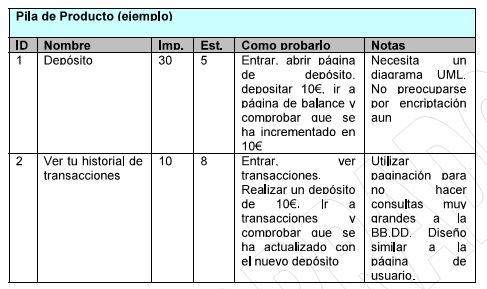 Pila de Producto (ejemplo)
ID Nombre Imp. Est. Como probarlo Notas
1 Depósito 30 5 Entrar, abrir página de depósito, depositar 10€, ir a página de balance y comprobar que se ha incrementado en 10€ Necesita un diagrama UML. No preocuparse por encriptación aun
2 Ver tu historial de transacciones 10 8 Entrar, ver transacciones. Realizar un depósito de 10€. Ir a transacciones y comprobar que se ha actualizado con el nuevo depósito Utilizar paginación para no hacer consultas muy grandes a la BB.DD. Diseño similar a la página de usuario.